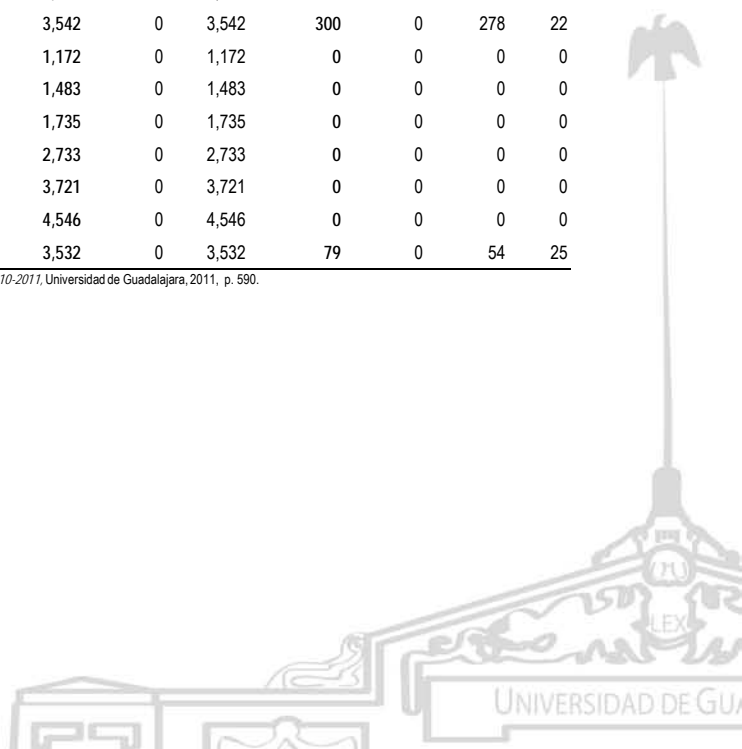 3,542 0 3,542 300 0 278 22
1,172 0 1,172 0 0 0 0
1,483 0 1,483 0 0 0 0
1,735 0 1,735 0 0 0 0
2,733 0 2,733 0 0 0 0
3,721 0 3,721 0 0 0 0
4,546 0 4,546 0 0 0 0
3,532 0 3,532 79 0 54 25
10-2011, Universidad de Guadalajara, 2011, p. 590.
LEX
UNIVERSIDAD DE GUA